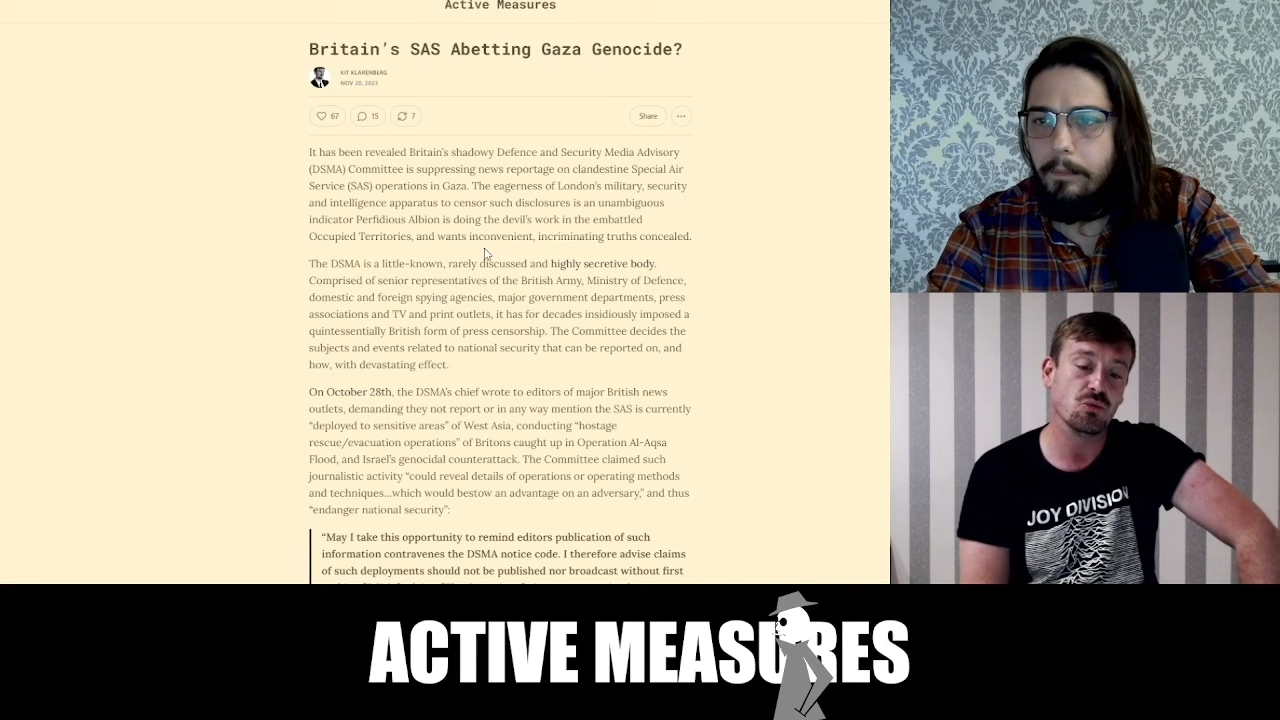 Active Measures
Britain’s SAS Abetting Gaza Genocide?
KIT KLARENBERG
NOV 20, 2023
67
15
7
Share
It has been revealed Britain’s shadowy Defence and Security Media Advisory
(DSMA) Committee is suppressing news reportage on clandestine Special Air
Service (SAS) operations in Gaza. The eagerness of London’s military, security
and intelligence apparatus to censor such disclosures is an unambiguous
indicator Perfidious Albion is doing the devil’s work in the embattled
Occupied Territories, and wants inconvenient, incriminating truths concealed.
The DSMA is a little-known, rarely discussed and highly secretive body.
Comprised of senior representatives of the British Army, Ministry of Defence,
domestic and foreign spying agencies, major government departments, press
associations and TV and print outlets, it has for decades insidiously imposed a
quintessentially British form of press censorship. The Committee decides the
subjects and events related to national security that can be reported on, and
how, with devastating effect.
On October 28th, the DSMA’s chief wrote to editors of major British news
outlets, demanding they not report or in any way mention the SAS is currently
“deployed to sensitive areas” of West Asia, conducting “hostage
rescue/evacuation operations” of Britons caught up in Operation Al-Aqsa
Flood, and Israel’s genocidal counterattack. The Committee claimed such
journalistic activity “could reveal details of operations or operating methods
and techniques…which would bestow an advantage on an adversary,” and thus
“endanger national security”:
“May I take this opportunity to remind editors publication of such
information contravenes the DSMA notice code. I therefore advise claims
of such deployments should not be published nor broadcast without first
JOY DIVISION
ACTIVE MEASURES